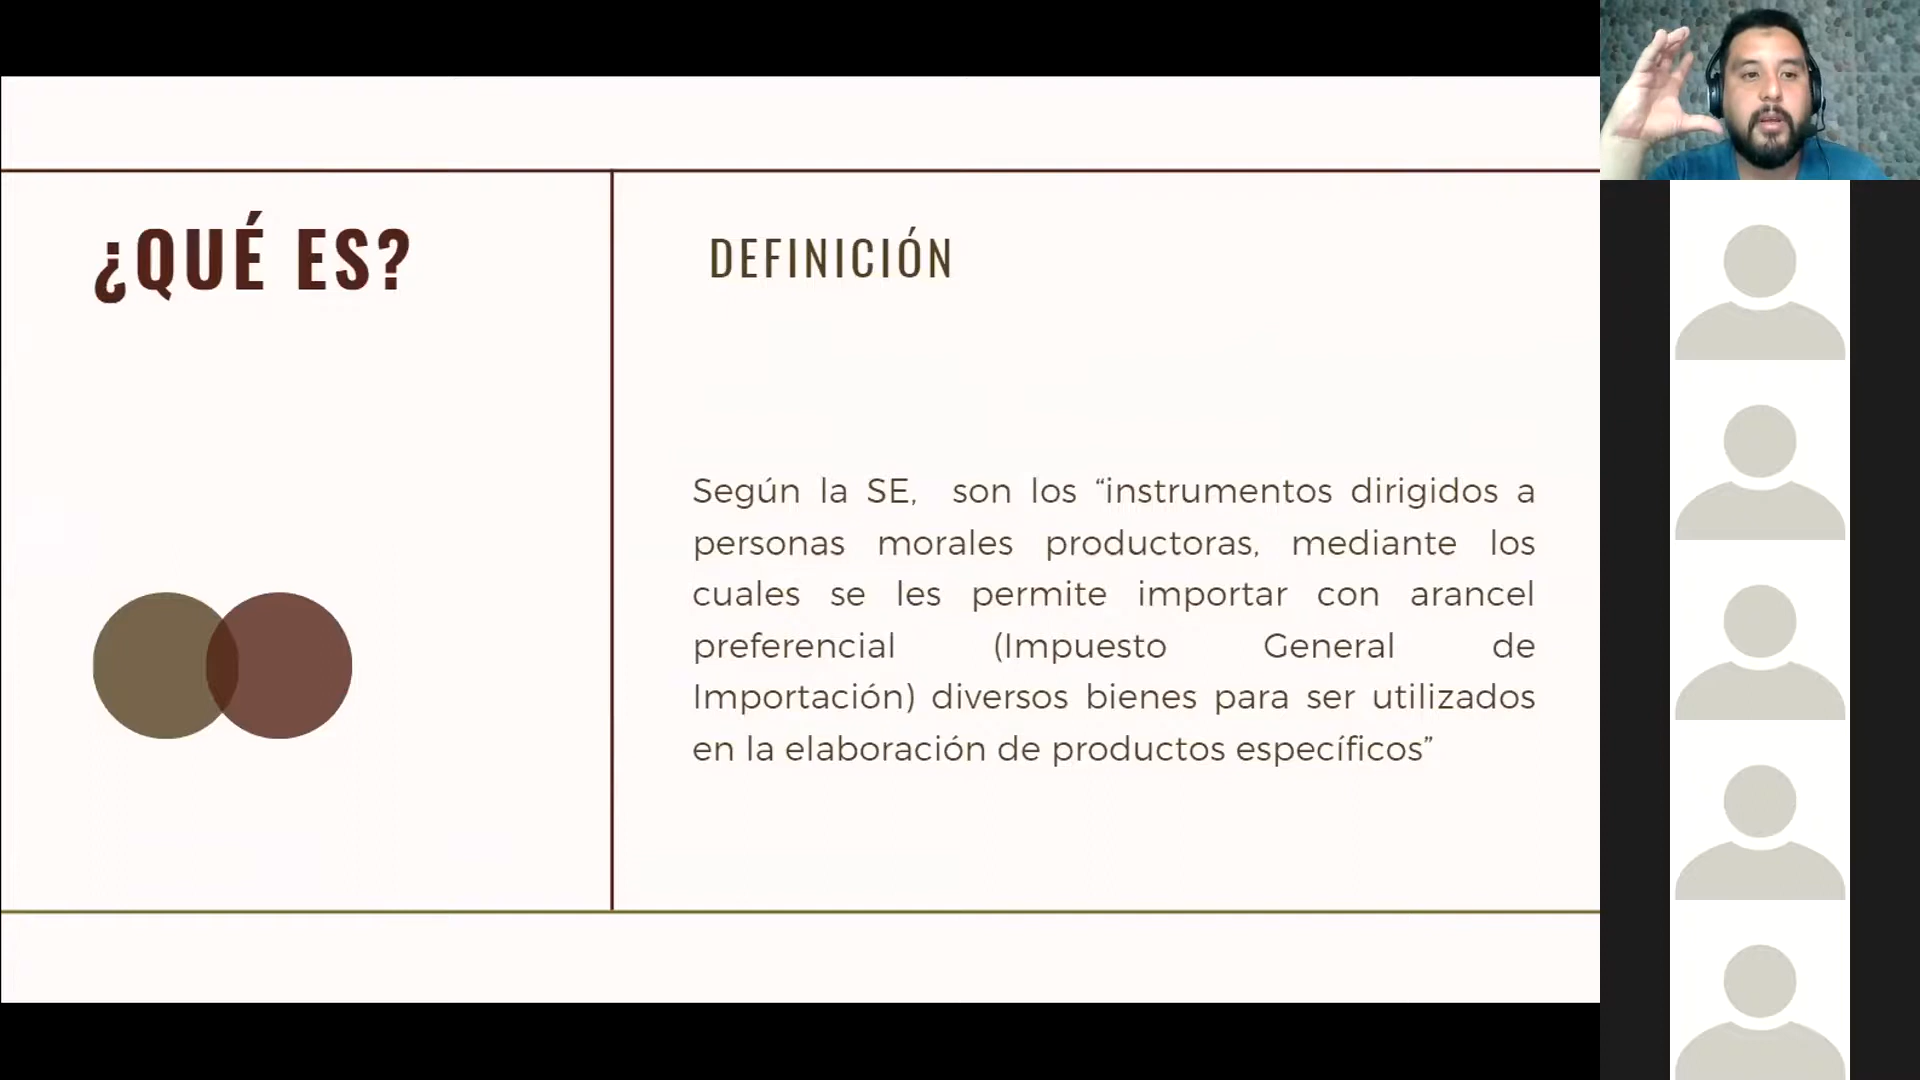 ¿QUÉ ES?
DEFINICIÓN
Según la SE, son los “instrumentos dirigidos a
personas morales productoras, mediante los
cuales se les permite importar con arancel
preferencial (Impuesto General de
Importación) diversos bienes para ser utilizados
en la elaboración de productos específicos”